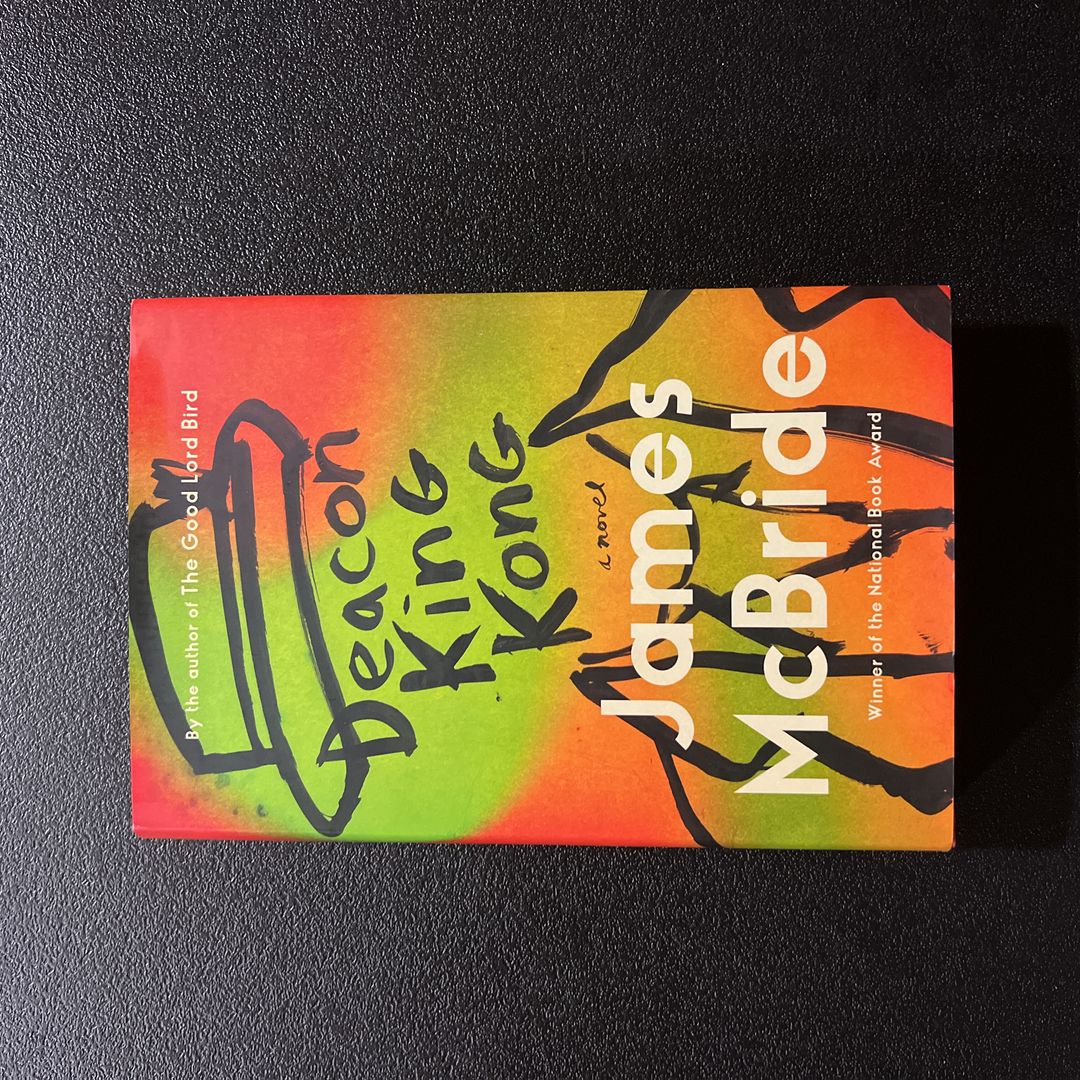 By the author of The Good Lord Bird
Deacon
King
Kong
a novel
James
McBride
Winner of the National Book Award